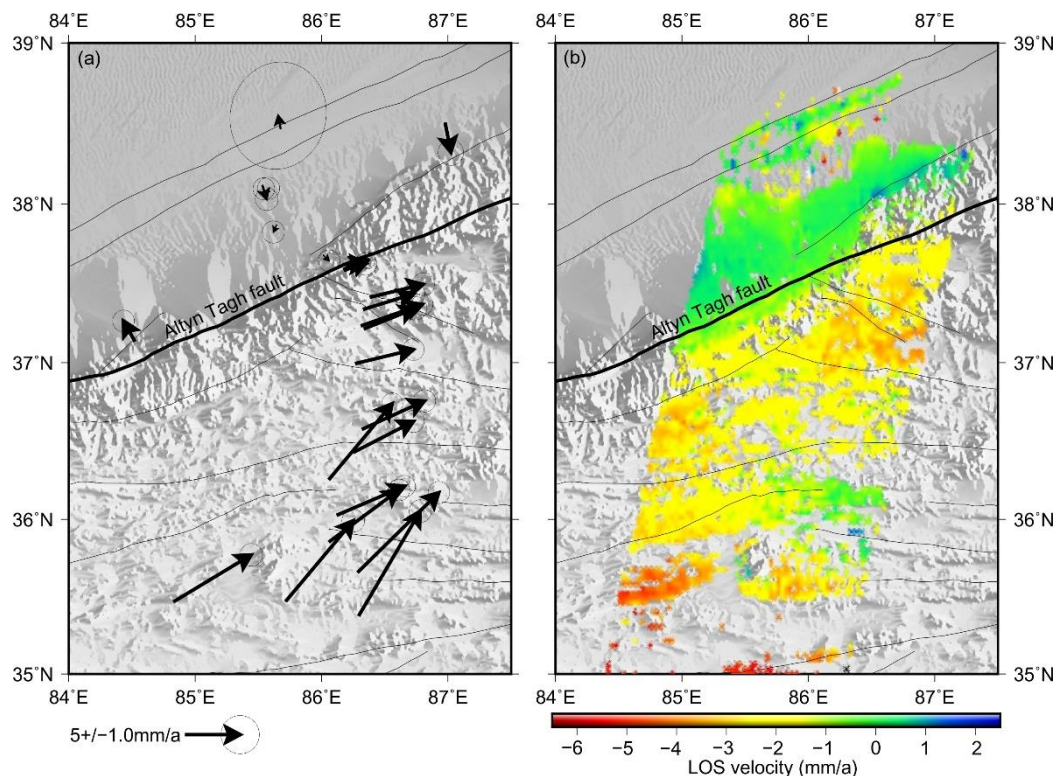 84˚E 85˚E 86˚E 87˚E 84˚E 85˚E 86˚E 87˚E
39˚N (a) (b) 39˚N
38˚N 38˚N
Altyn Tagh fault Altyn Tagh fault
37˚N 37˚N
36˚N 36˚N
35˚N 35˚N
84˚E 85˚E 86˚E 87˚E 84˚E 85˚E 86˚E 87˚E
5+/−1.0mm/a
−6 −5 −4 −3 −2 −1 0 1 2
LOS velocity (mm/a)